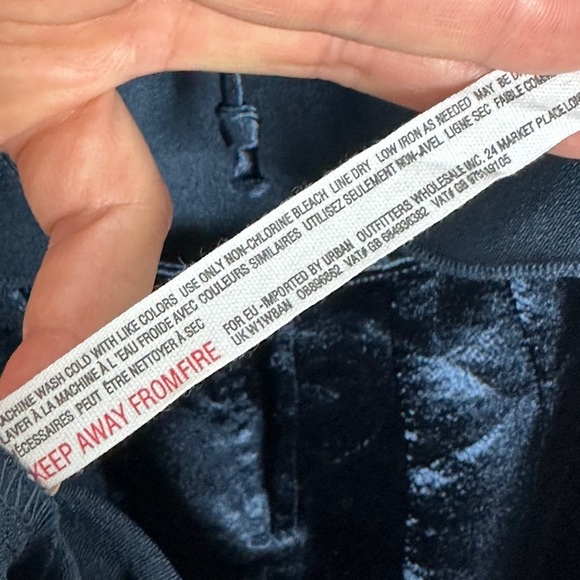 MACHINE WASH COLD WITH LIKE COLORS USE ONLY NON-CHLORINE BLEACH LINE DRY LOW IRON AS NEEDED MAY BE
LAVER À LA MACHINE À L'EAU FROIDE AVEC COULEURS SIMILAIRES UTILISEZ SEULEMENT NON-AVEL LIGNE SEC FAIBLE
NÉCESSAIRES PEUT ÊTRE NETTOYER À SEC
FOR EU -IMPORTED BY URBAN OUTFITTERS WHOLESALE INC. 24 MARKET PLACE
UK W1W8AN OB896852 VAT# GB 684936382 VAT# GB
KEEP AWAY FROMFIRE